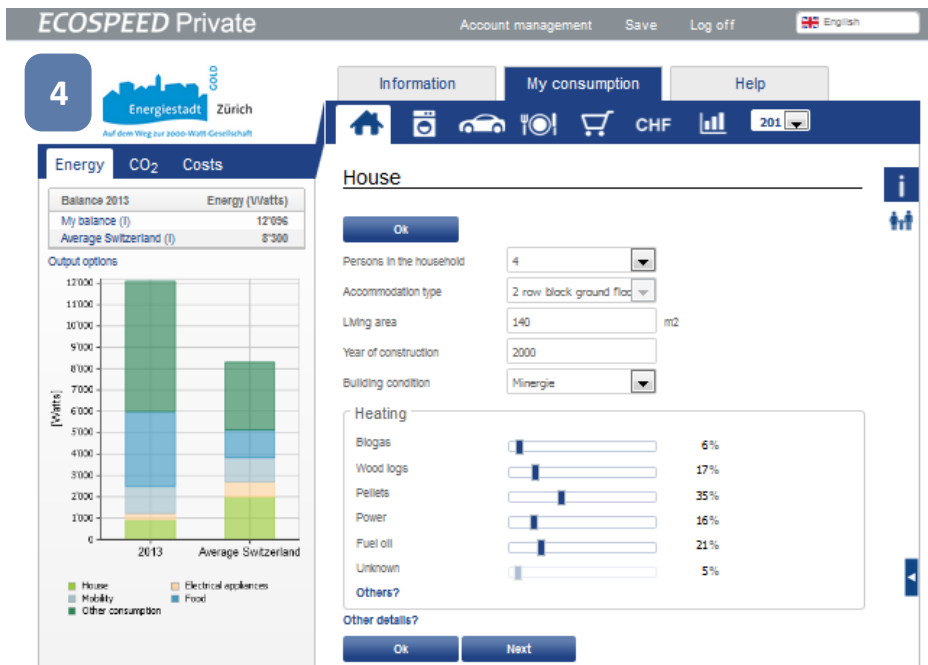 ECOSPEED Private
Account management Save Log off English
4
GOLD
Energiestadt Zürich
Auf dem Weg zur 2000-Watt-Gesellschaft
Information My consumption Help
CHF 201
Energy CO2 Costs
Balance 2013 Energy (Watts)
My balance (I) 12'096
Average Switzerland (I) 8'300
Output options
[Watts]
12'000
11'000
10'000
9'000
8'000
7'000
6'000
5'000
4'000
3'000
2'000
1'000
0
2013 Average Switzerland
House Electrical appliances
Mobility Food
Other consumption
House
i
Ok
Persons in the household 4
Accommodation type 2 row block ground floo
Living area 140 m2
Year of construction 2000
Building condition Minergie
Heating
Biogas 6%
Wood logs 17%
Pellets 35%
Power 16%
Fuel oil 21%
Unknown 5%
Others?
Other details?
Ok Next